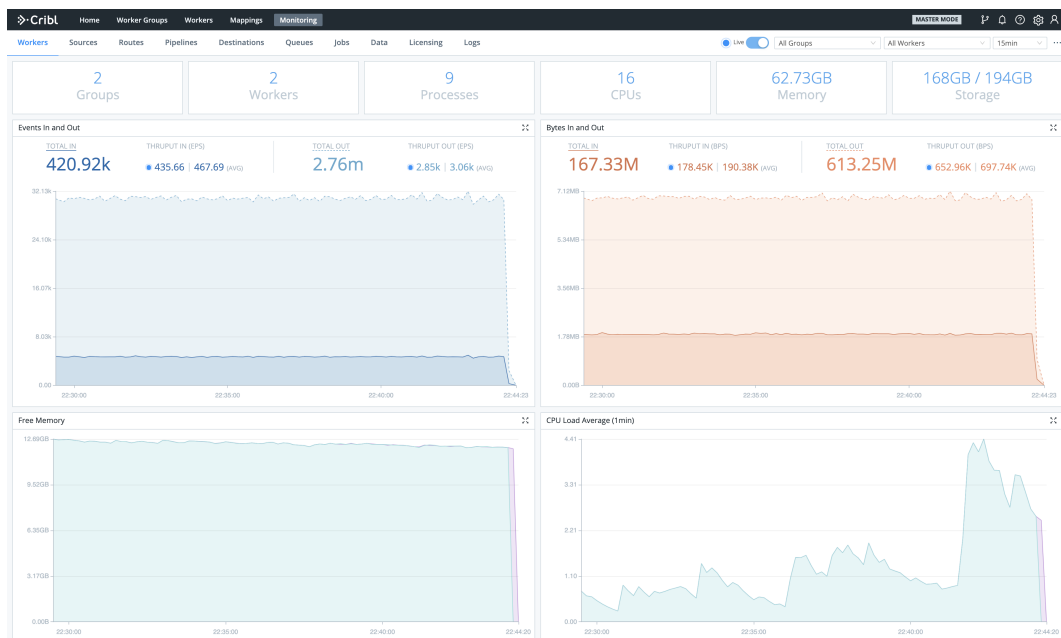 Cribl Home Worker Groups Workers Mappings Monitoring MASTER MODE
Workers Sources Routes Pipelines Destinations Queues Jobs Data Licensing Logs Live All Groups All Workers 15min
2 2 9 16 62.73GB 168GB / 194GB
Groups Workers Processes CPUs Memory Storage
Events In and Out
TOTAL IN THRUPUT IN (EPS) TOTAL OUT THRUPUT OUT (EPS)
420.92k 435.66 | 467.69 (AVG) 2.76m 2.85k | 3.06k (AVG)
32.13k
24.10k
16.07k
8.03k
0.00
22:30:00 22:35:00 22:40:00 22:44:23
Bytes In and Out
TOTAL IN THRUPUT IN (BPS) TOTAL OUT THRUPUT OUT (BPS)
167.33M 178.45K | 190.38K (AVG) 613.25M 652.96K | 697.74K (AVG)
7.12MB
5.34MB
3.56MB
1.78MB
0.00B
22:30:00 22:35:00 22:40:00 22:44:23
Free Memory
12.69GB
9.52GB
6.35GB
3.17GB
0.00B
22:30:00 22:35:00 22:40:00 22:44:20
CPU Load Average (1min)
4.41
3.31
2.21
1.10
0.00
22:30:00 22:35:00 22:40:00 22:44:20